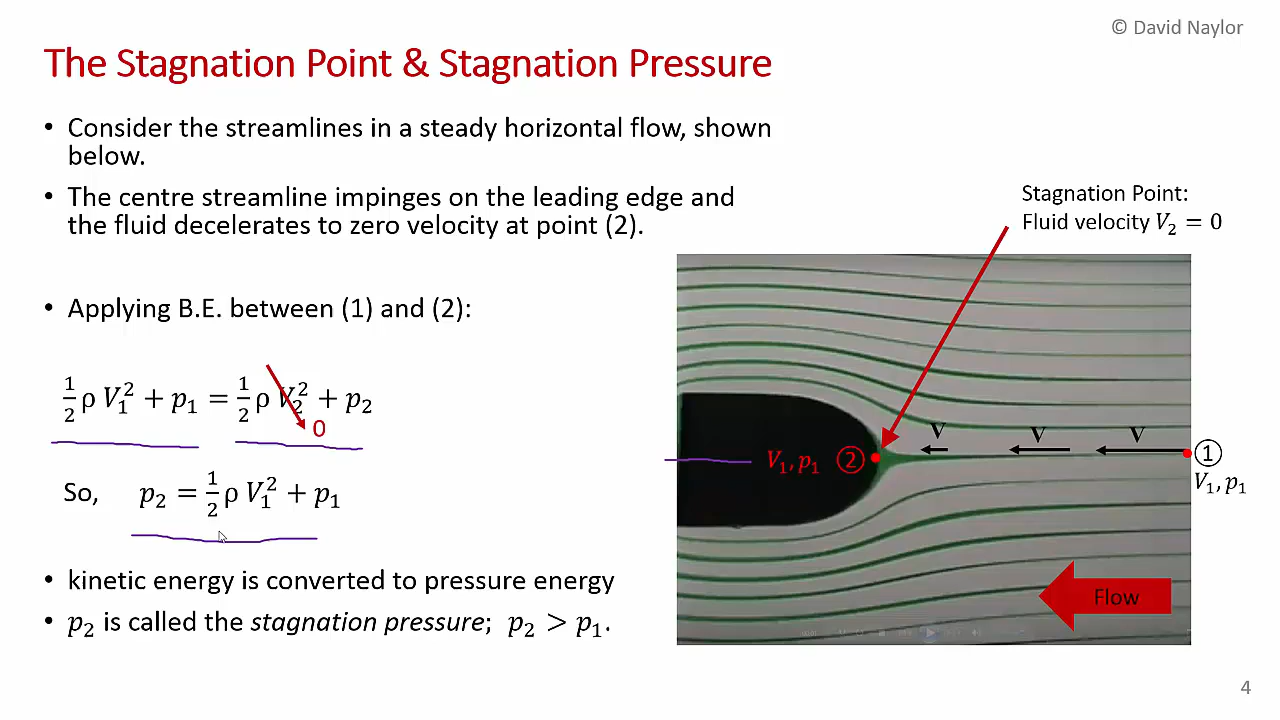 © David Naylor
The Stagnation Point & Stagnation Pressure
• Consider the streamlines in a steady horizontal flow, shown
below.
• The centre streamline impinges on the leading edge and
the fluid decelerates to zero velocity at point (2).
Stagnation Point:
Fluid velocity V₂ = 0
• Applying B.E. between (1) and (2):
½ρ V₁² + p₁ = ½ρ V₂² + p₂
0
So, p₂ = ½ρ V₁² + p₁
V V V
V₁, p₁ ② ①
V₁, p₁
• kinetic energy is converted to pressure energy
• p₂ is called the stagnation pressure; p₂ > p₁.
Flow
4